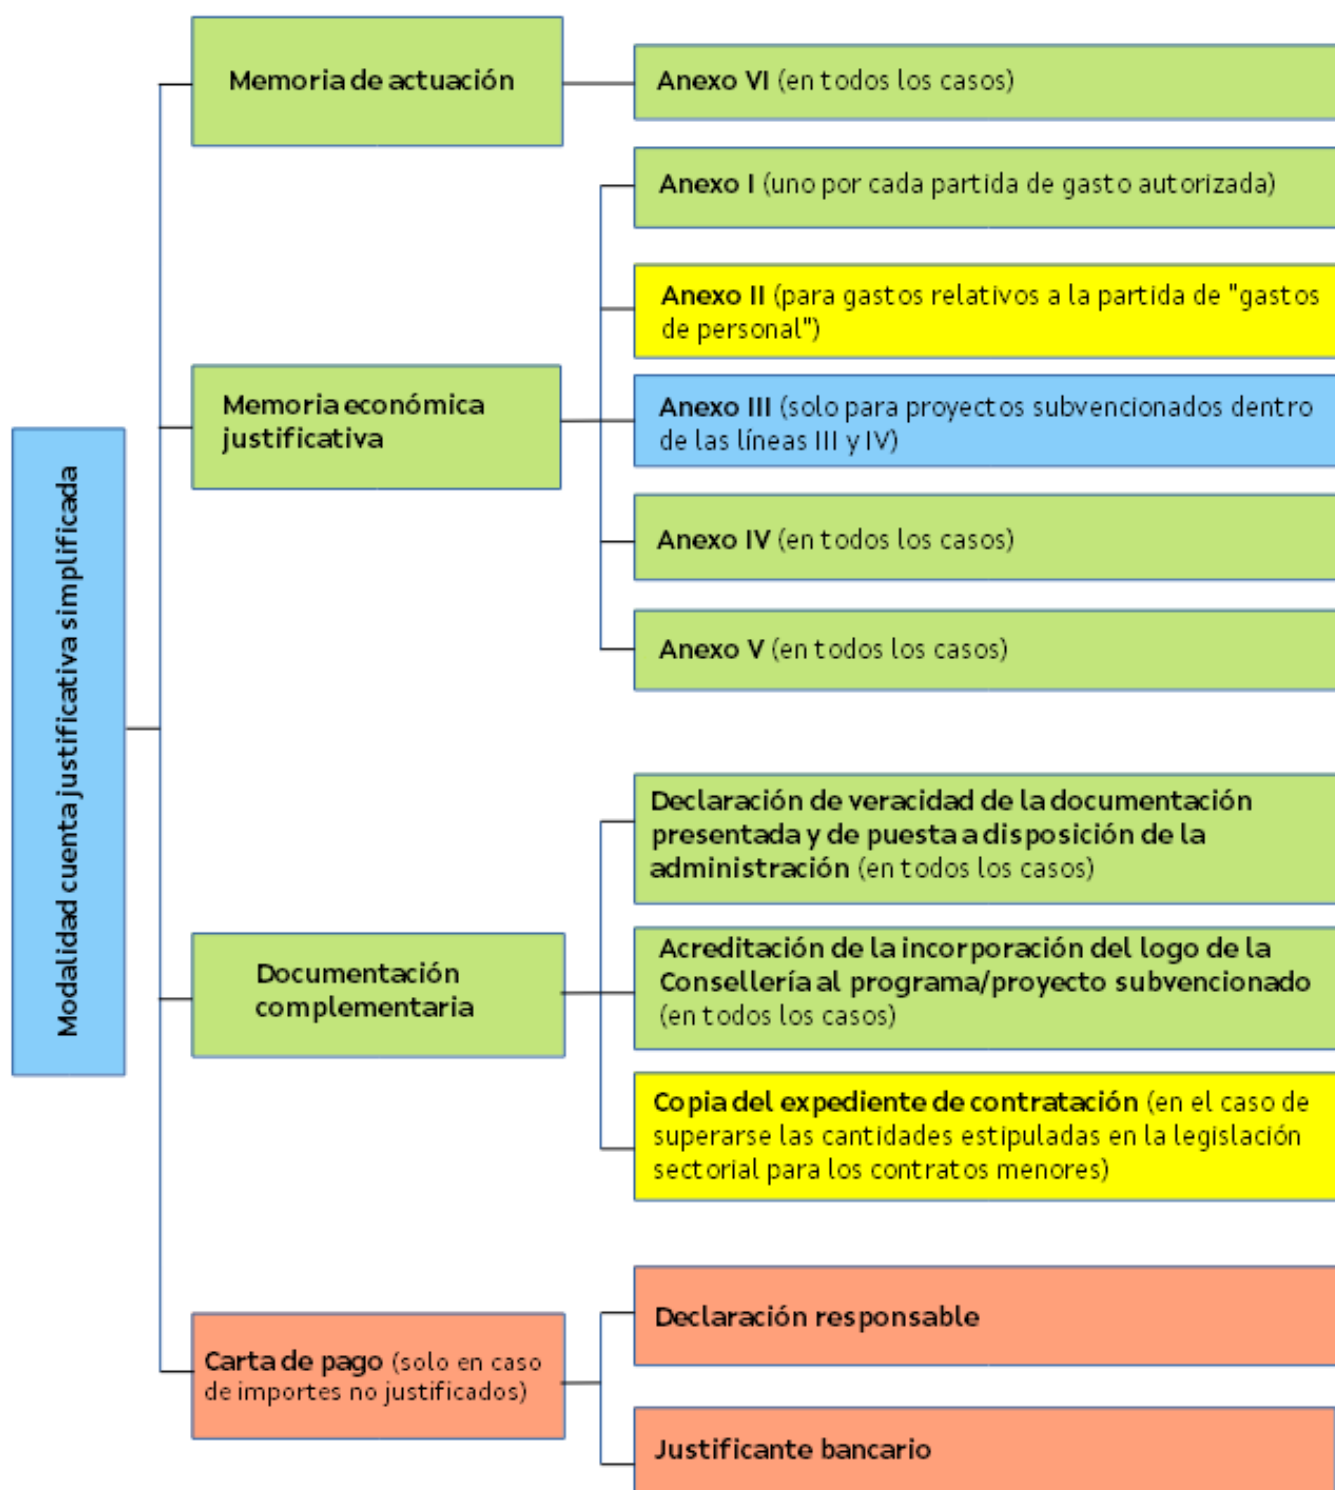 Modalidad cuenta justificativa simplificada
Memoria de actuación
Anexo VI (en todos los casos)
Memoria económica
justificativa
Anexo I (uno por cada partida de gasto autorizada)
Anexo II (para gastos relativos a la partida de "gastos
de personal")
Anexo III (solo para proyectos subvencionados dentro
de las líneas III y IV)
Anexo IV (en todos los casos)
Anexo V (en todos los casos)
Documentación
complementaria
Declaración de veracidad de la documentación
presentada y de puesta a disposición de la
administración (en todos los casos)
Acreditación de la incorporación del logo de la
Consellería al programa/proyecto subvencionado
(en todos los casos)
Copia del expediente de contratación (en el caso de
superarse las cantidades estipuladas en la legislación
sectorial para los contratos menores)
Carta de pago (solo en caso
de importes no justificados)
Declaración responsable
Justificante bancario